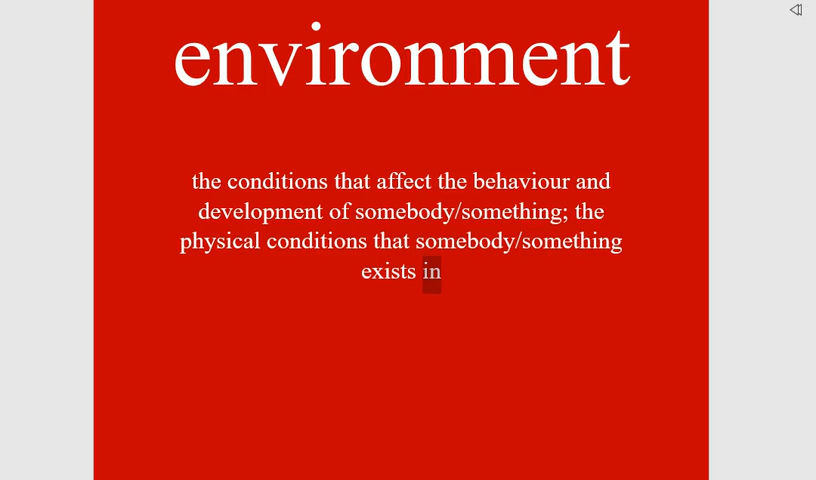 environment
the conditions that affect the behaviour and
development of somebody/something; the
physical conditions that somebody/something
exists in